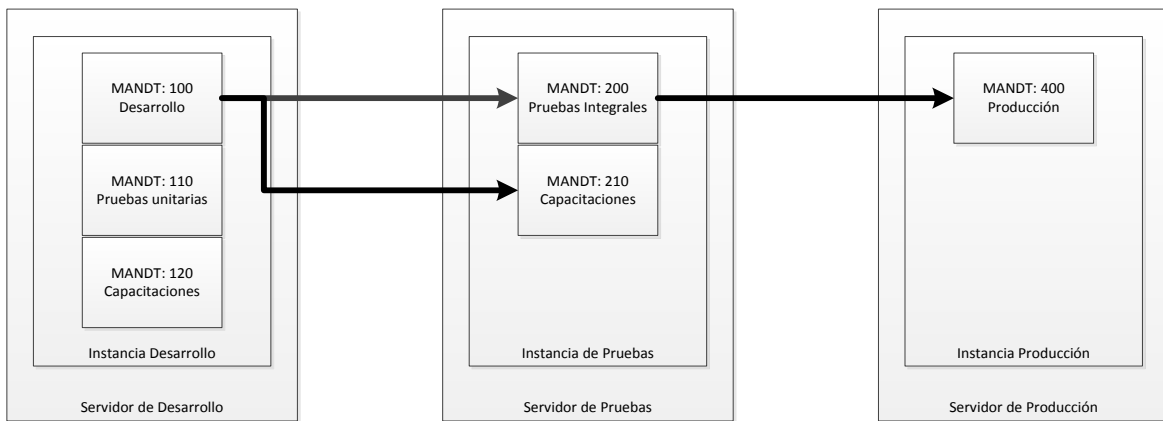 MANDT: 100
Desarrollo
MANDT: 110
Pruebas unitarias
MANDT: 120
Capacitaciones
Instancia Desarrollo
Servidor de Desarrollo
MANDT: 200
Pruebas Integrales
MANDT: 210
Capacitaciones
Instancia de Pruebas
Servidor de Pruebas
MANDT: 400
Producción
Instancia Producción
Servidor de Producción